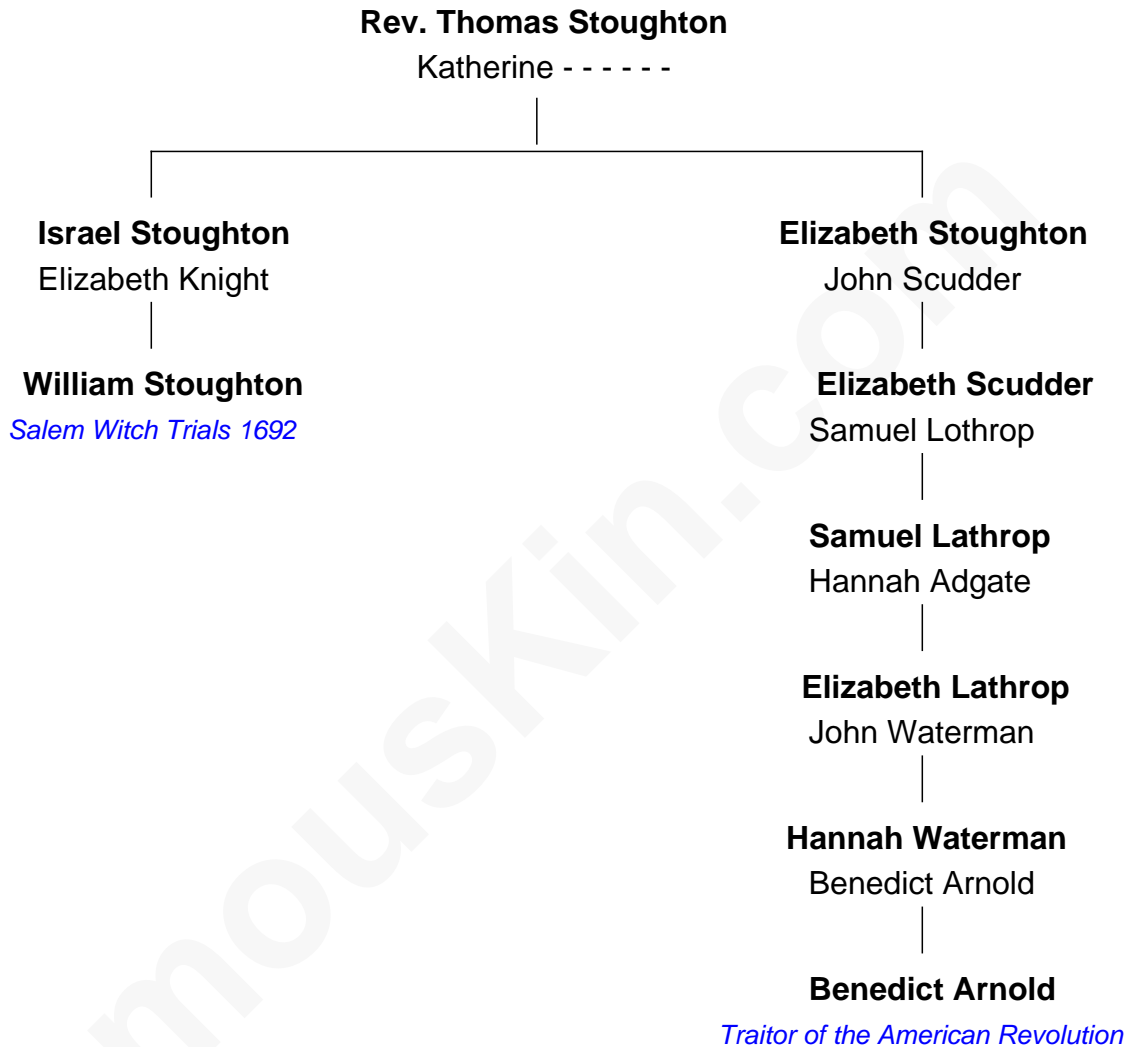 Rev. Thomas Stoughton
Katherine - - - - - -
Israel Stoughton
Elizabeth Knight
William Stoughton
Salem Witch Trials 1692
Elizabeth Stoughton
John Scudder
Elizabeth Scudder
Samuel Lothrop
Samuel Lathrop
Hannah Adgate
Elizabeth Lathrop
John Waterman
Hannah Waterman
Benedict Arnold
Benedict Arnold
Traitor of the American Revolution
mouskin.com